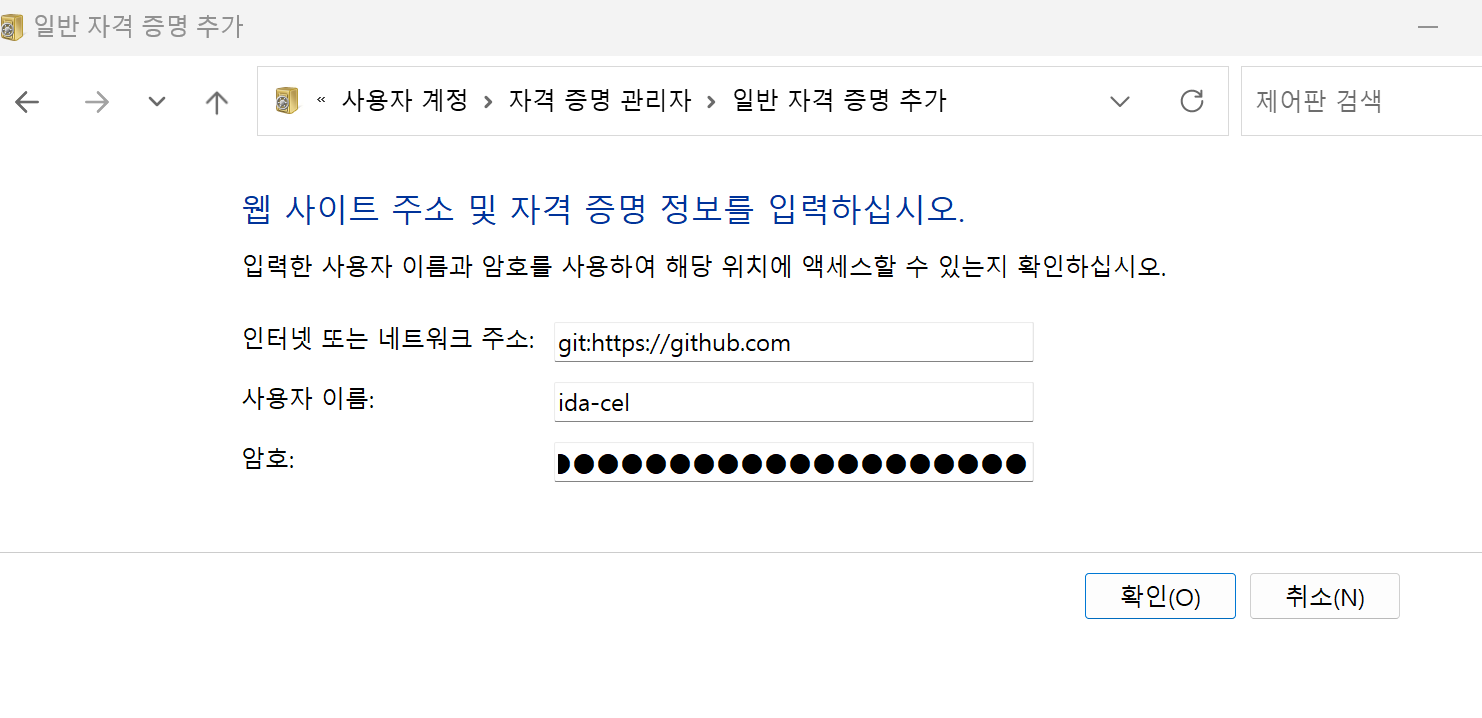 일반 자격 증명 추가
« 사용자 계정 > 자격 증명 관리자 > 일반 자격 증명 추가
제어판 검색
웹 사이트 주소 및 자격 증명 정보를 입력하십시오.
입력한 사용자 이름과 암호를 사용하여 해당 위치에 액세스할 수 있는지 확인하십시오.
인터넷 또는 네트워크 주소: git:https://github.com
사용자 이름: ida-cel
암호: ●●●●●●●●●●●●●●●●●●●●
확인(O) 취소(N)